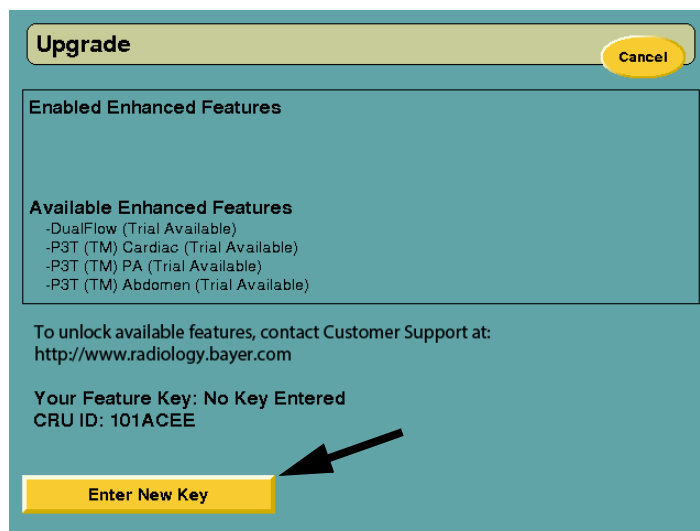 Upgrade
Cancel
Enabled Enhanced Features
Available Enhanced Features
-DualFlow (Trial Available)
-P3T (TM) Cardiac (Trial Available)
-P3T (TM) PA (Trial Available)
-P3T (TM) Abdomen (Trial Available)
To unlock available features, contact Customer Support at:
http://www.radiology.bayer.com
Your Feature Key: No Key Entered
CRU ID: 101ACEE
Enter New Key